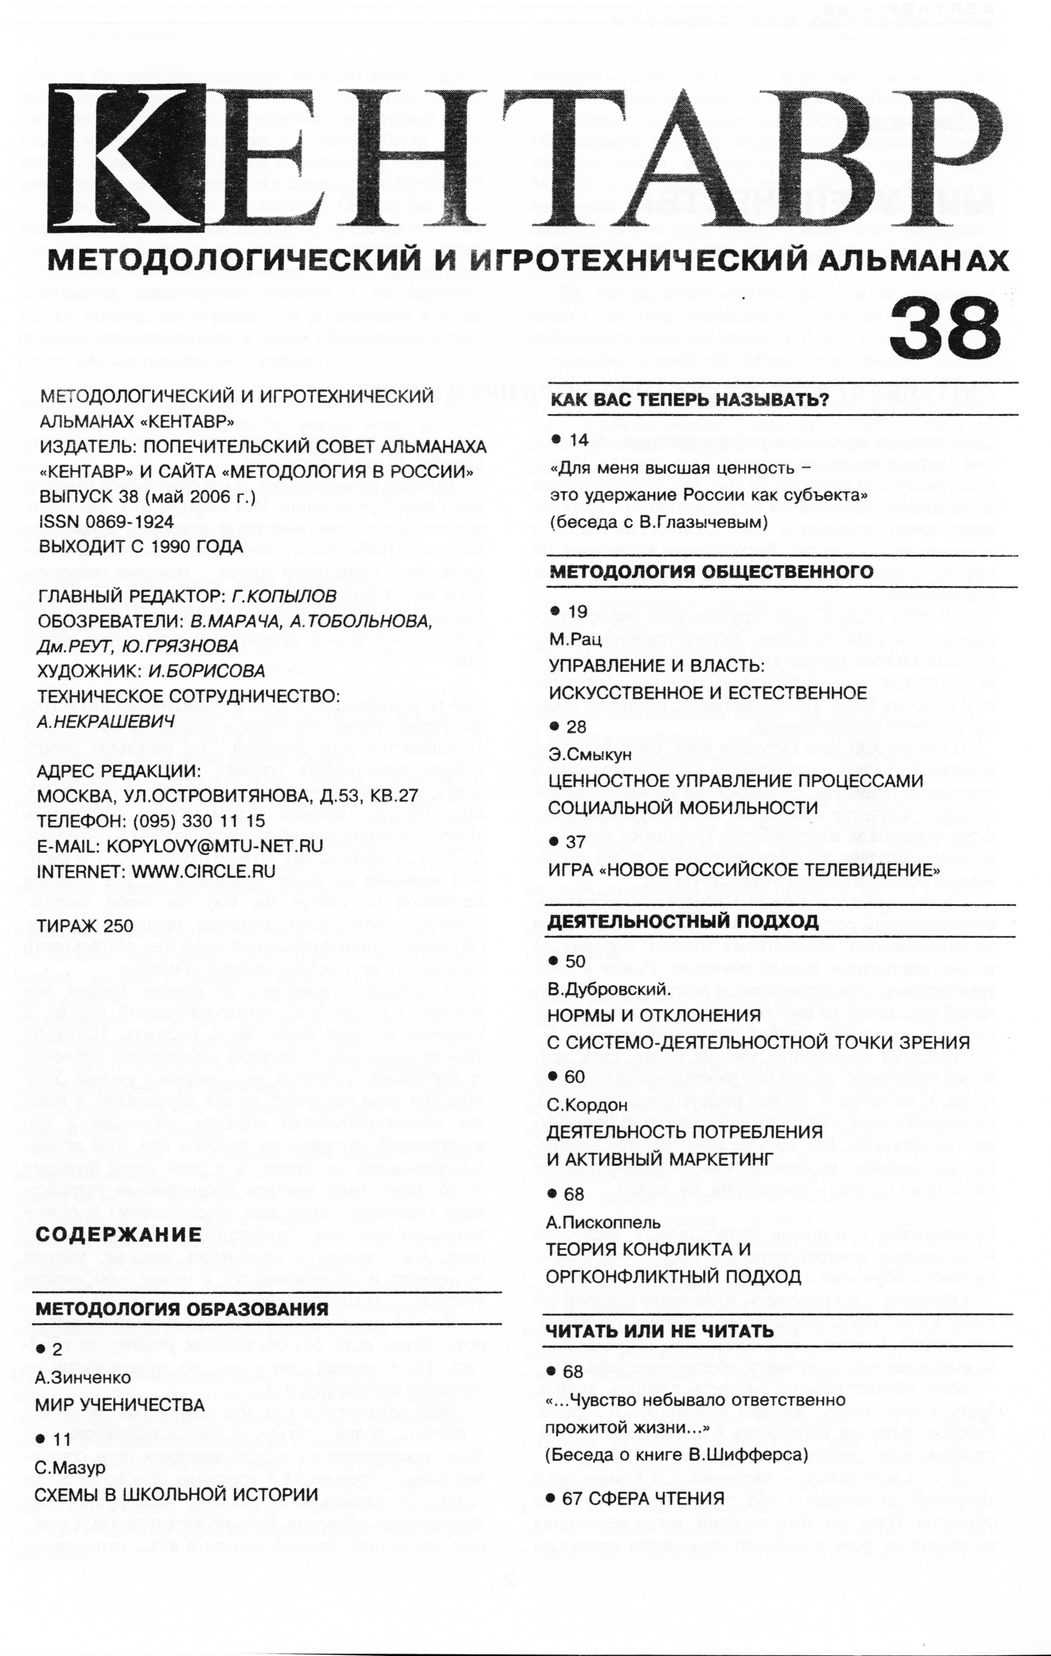 КЕНТАВР
МЕТОДОЛОГИЧЕСКИЙ И ИГРОТЕХНИЧЕСКИЙ АЛЬМАНАХ
38
МЕТОДОЛОГИЧЕСКИЙ И ИГРОТЕХНИЧЕСКИЙ
АЛЬМАНАХ «КЕНТАВР»
ИЗДАТЕЛЬ: ПОПЕЧИТЕЛЬСКИЙ СОВЕТ АЛЬМАНАХА
«КЕНТАВР» И САЙТА «МЕТОДОЛОГИЯ В РОССИИ»
ВЫПУСК 38 (май 2006 г.)
ISSN 0869-1924
ВЫХОДИТ С 1990 ГОДА
ГЛАВНЫЙ РЕДАКТОР: Г.КОПЫЛОВ
ОБОЗРЕВАТЕЛИ: В.МАРАЧА, А.ТОБОЛЬНОВА,
Дм.РЕУТ, Ю.ГРЯЗНОВА
ХУДОЖНИК: И.БОРИСОВА
ТЕХНИЧЕСКОЕ СОТРУДНИЧЕСТВО:
А.НЕКРАШЕВИЧ
АДРЕС РЕДАКЦИИ:
МОСКВА, УЛ.ОСТРОВИТЯНОВА, Д.53, КВ.27
ТЕЛЕФОН: (095) 330 11 15
E-MAIL: KOPYLOVY@MTU-NET.RU
INTERNET: WWW.CIRCLE.RU
ТИРАЖ 250
СОДЕРЖАНИЕ
МЕТОДОЛОГИЯ ОБРАЗОВАНИЯ
● 2
А.Зинченко
МИР УЧЕНИЧЕСТВА
● 11
С.Мазур
СХЕМЫ В ШКОЛЬНОЙ ИСТОРИИ
КАК ВАС ТЕПЕРЬ НАЗЫВАТЬ?
● 14
«Для меня высшая ценность –
это удержание России как субъекта»
(беседа с В.Глазычевым)
МЕТОДОЛОГИЯ ОБЩЕСТВЕННОГО
● 19
М.Рац
УПРАВЛЕНИЕ И ВЛАСТЬ:
ИСКУССТВЕННОЕ И ЕСТЕСТВЕННОЕ
● 28
Э.Смыкун
ЦЕННОСТНОЕ УПРАВЛЕНИЕ ПРОЦЕССАМИ
СОЦИАЛЬНОЙ МОБИЛЬНОСТИ
● 37
ИГРА «НОВОЕ РОССИЙСКОЕ ТЕЛЕВИДЕНИЕ»
ДЕЯТЕЛЬНОСТНЫЙ ПОДХОД
● 50
В.Дубровский.
НОРМЫ И ОТКЛОНЕНИЯ
С СИСТЕМО-ДЕЯТЕЛЬНОСТНОЙ ТОЧКИ ЗРЕНИЯ
● 60
С.Кордон
ДЕЯТЕЛЬНОСТЬ ПОТРЕБЛЕНИЯ
И АКТИВНЫЙ МАРКЕТИНГ
● 68
А.Пископпель
ТЕОРИЯ КОНФЛИКТА И
ОРГКОНФЛИКТНЫЙ ПОДХОД
ЧИТАТЬ ИЛИ НЕ ЧИТАТЬ
● 68
«...Чувство небывало ответственно
прожитой жизни...»
(Беседа о книге В.Шифферса)
● 67 СФЕРА ЧТЕНИЯ